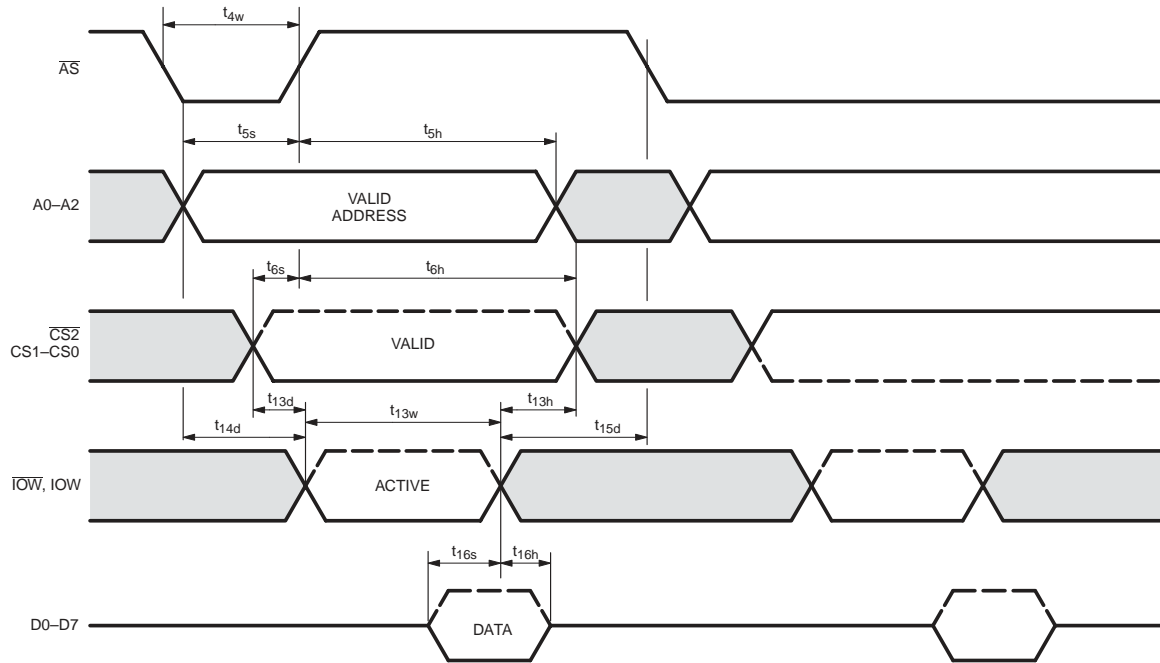 t4w
AS
t5s
t5h
A0–A2
VALID
ADDRESS
t6s
t6h
CS2
CS1–CS0
VALID
t13d
t13w
t13h
t14d
t15d
IOW, IOW
ACTIVE
t16s
t16h
D0–D7
DATA